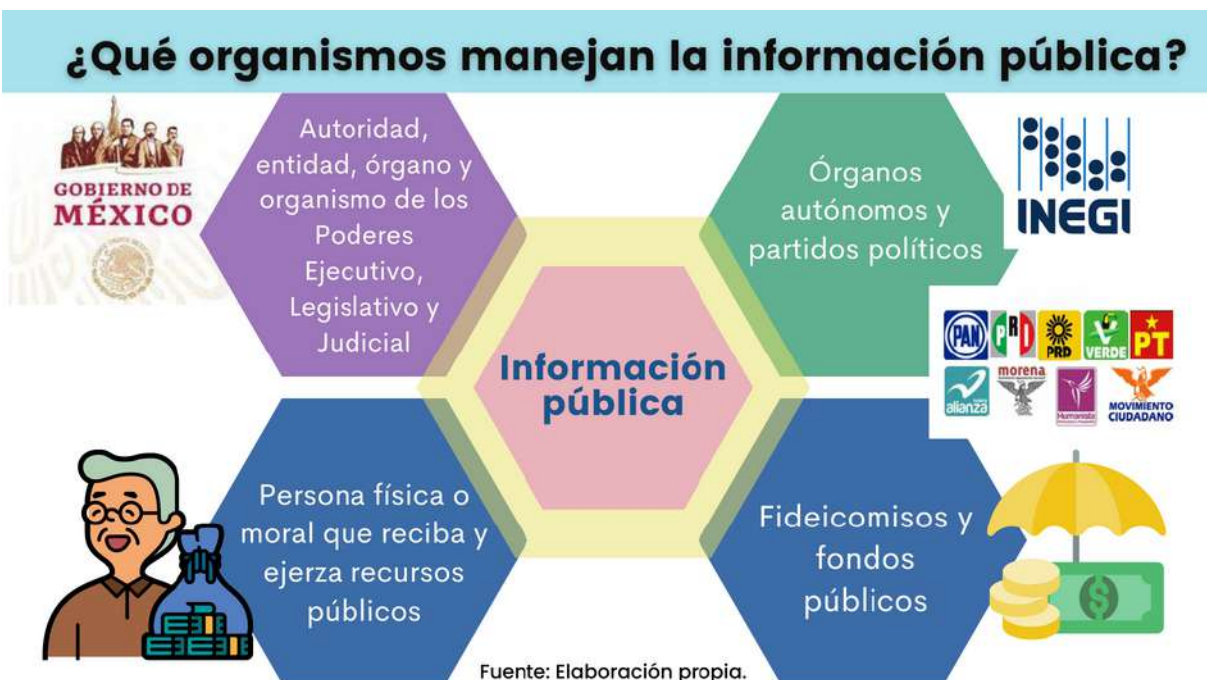 ¿Qué organismos manejan la información pública?
GOBIERNO DE
MÉXICO
Autoridad,
entidad, órgano y
organismo de los
Poderes
Ejecutivo,
Legislativo y
Judicial
Órganos
autónomos y
partidos políticos
INEGI
PAN
PRI
PRD
VERDE
PT
alianza
morena
Humanista
MOVIMIENTO
CIUDADANO
Información
pública
Persona física o
moral que reciba y
ejerza recursos
públicos
Fideicomisos y
fondos
públicos
$
Fuente: Elaboración propia.